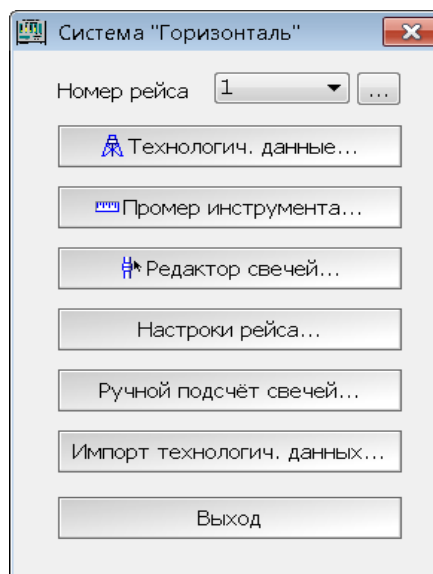 Система "Горизонталь"
Номер рейса 1 ...
Технологич. данные...
Промер инструмента...
Редактор свечей...
Настроки рейса...
Ручной подсчёт свечей...
Импорт технологич. данных...
Выход